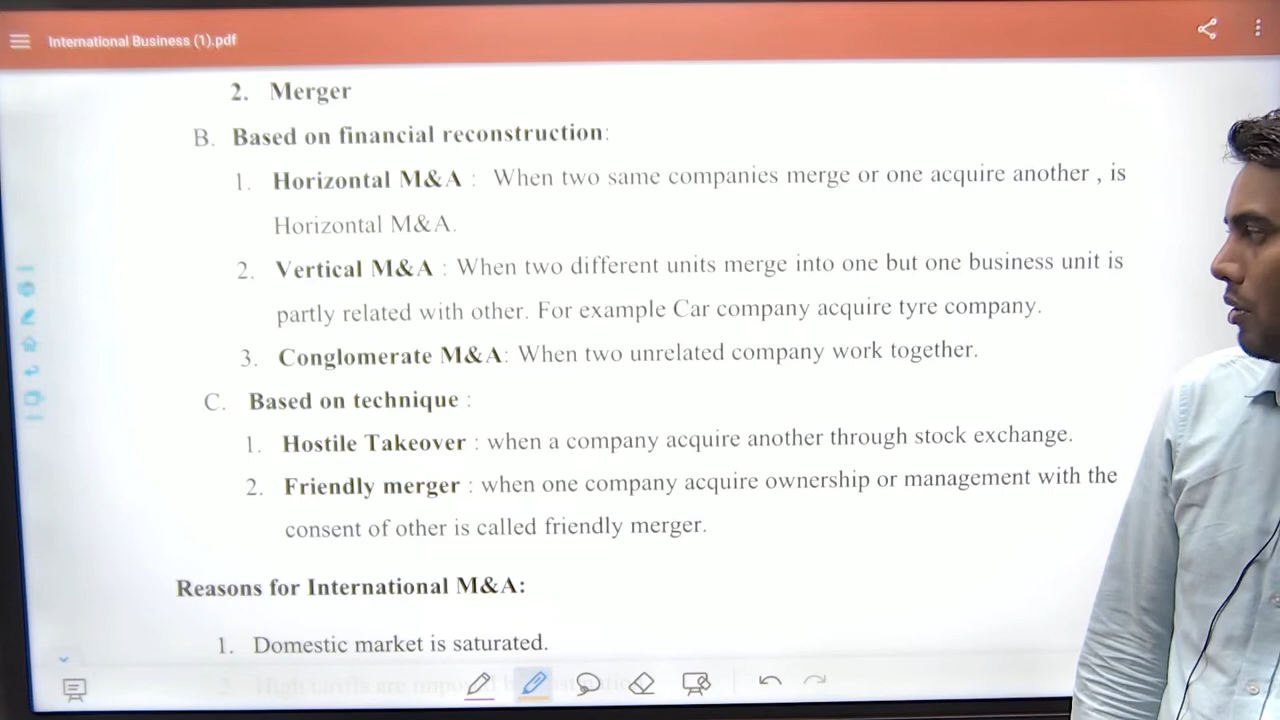 International Business (1).pdf
2. Merger
B. Based on financial reconstruction:
1. Horizontal M&A : When two same companies merge or one acquire another , is
Horizontal M&A.
2. Vertical M&A : When two different units merge into one but one business unit is
partly related with other. For example Car company acquire tyre company.
3. Conglomerate M&A: When two unrelated company work together.
C. Based on technique :
1. Hostile Takeover : when a company acquire another through stock exchange.
2. Friendly merger : when one company acquire ownership or management with the
consent of other is called friendly merger.
Reasons for International M&A:
1. Domestic market is saturated.
2. High tariffs are